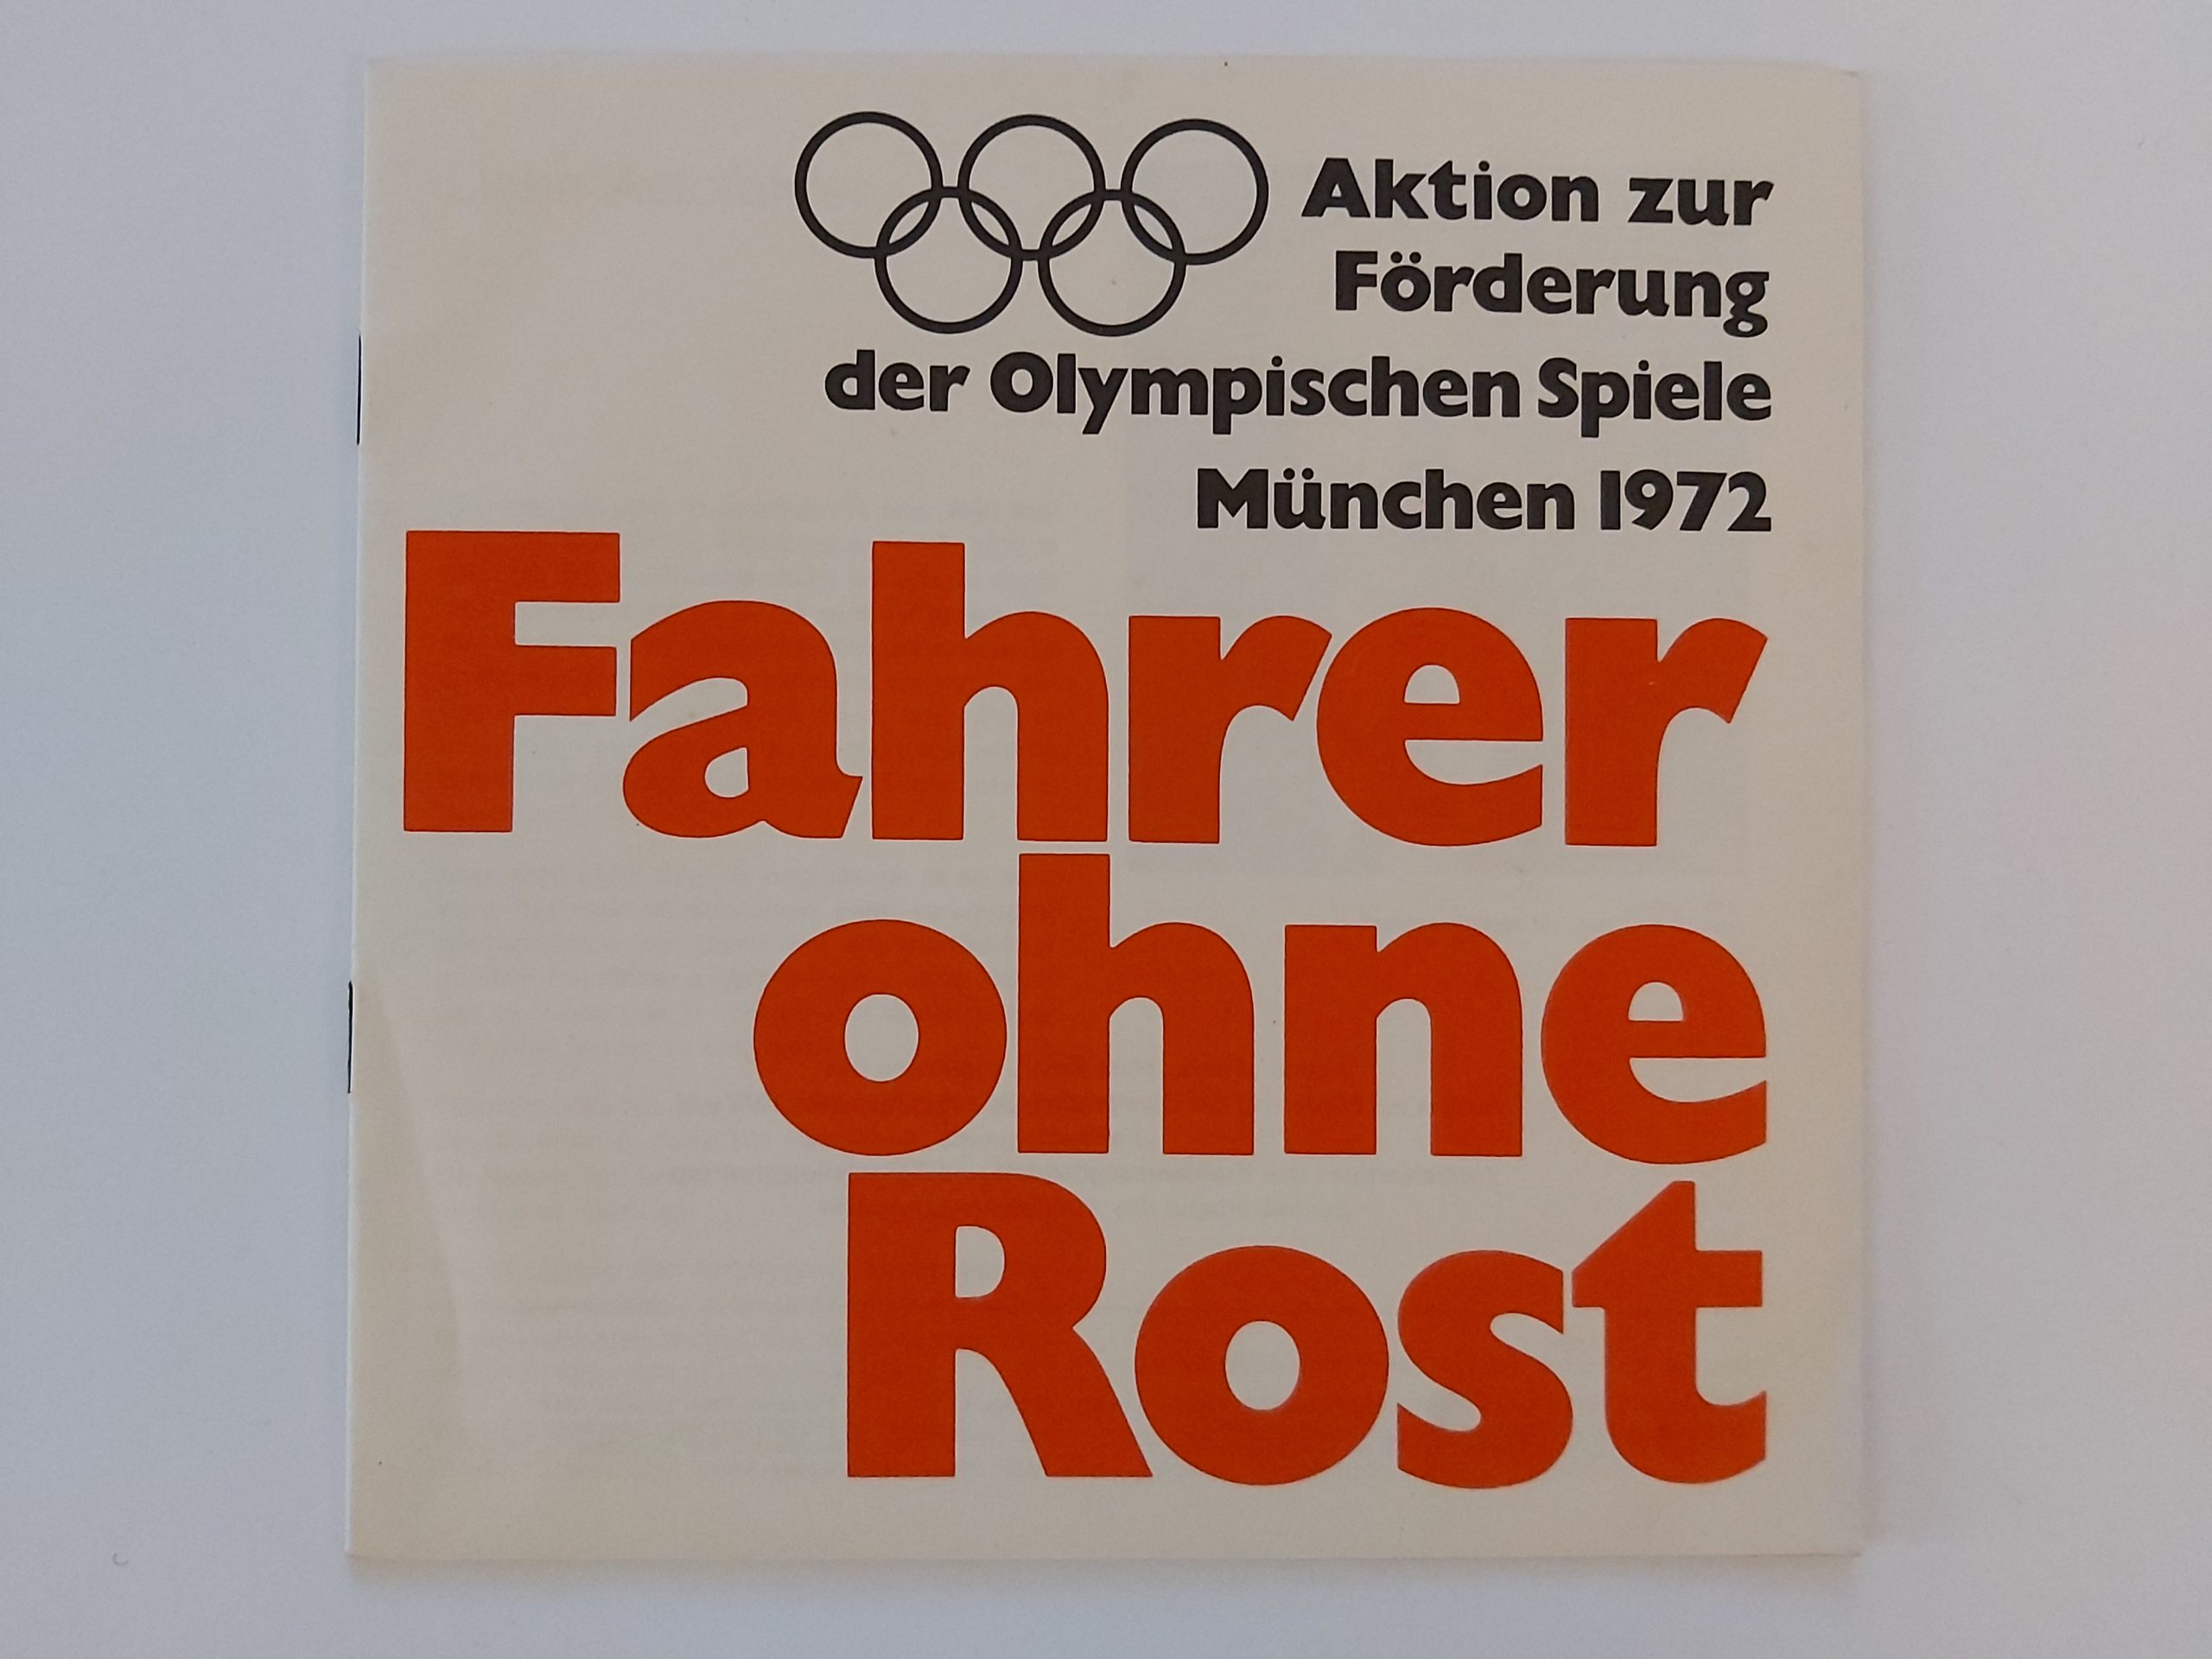 Aktion zur
Förderung
der Olympischen Spiele
München 1972
Fahrer
ohne
Rost